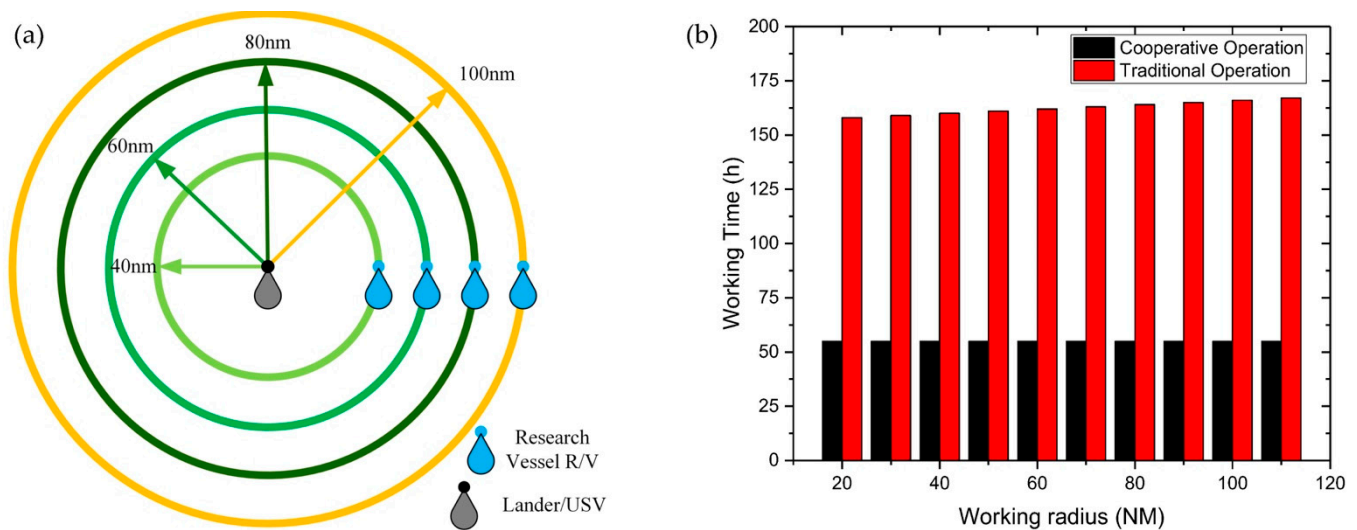 (a)
80nm
100nm
60nm
40nm
Research
Vessel R/V
Lander/USV
(b)
Cooperative Operation
Traditional Operation
Working Time (h)
200
175
150
125
100
75
50
25
0
20
40
60
80
100
120
Working radius (NM)